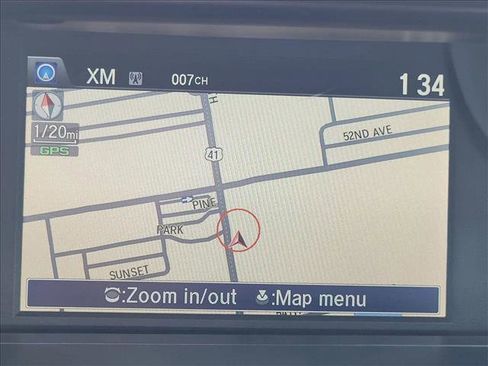 XM 007CH 1 34
1/20mi
GPS
H
41
52ND AVE
PINE
PARK
SUNSET
:Zoom in/out :Map menu